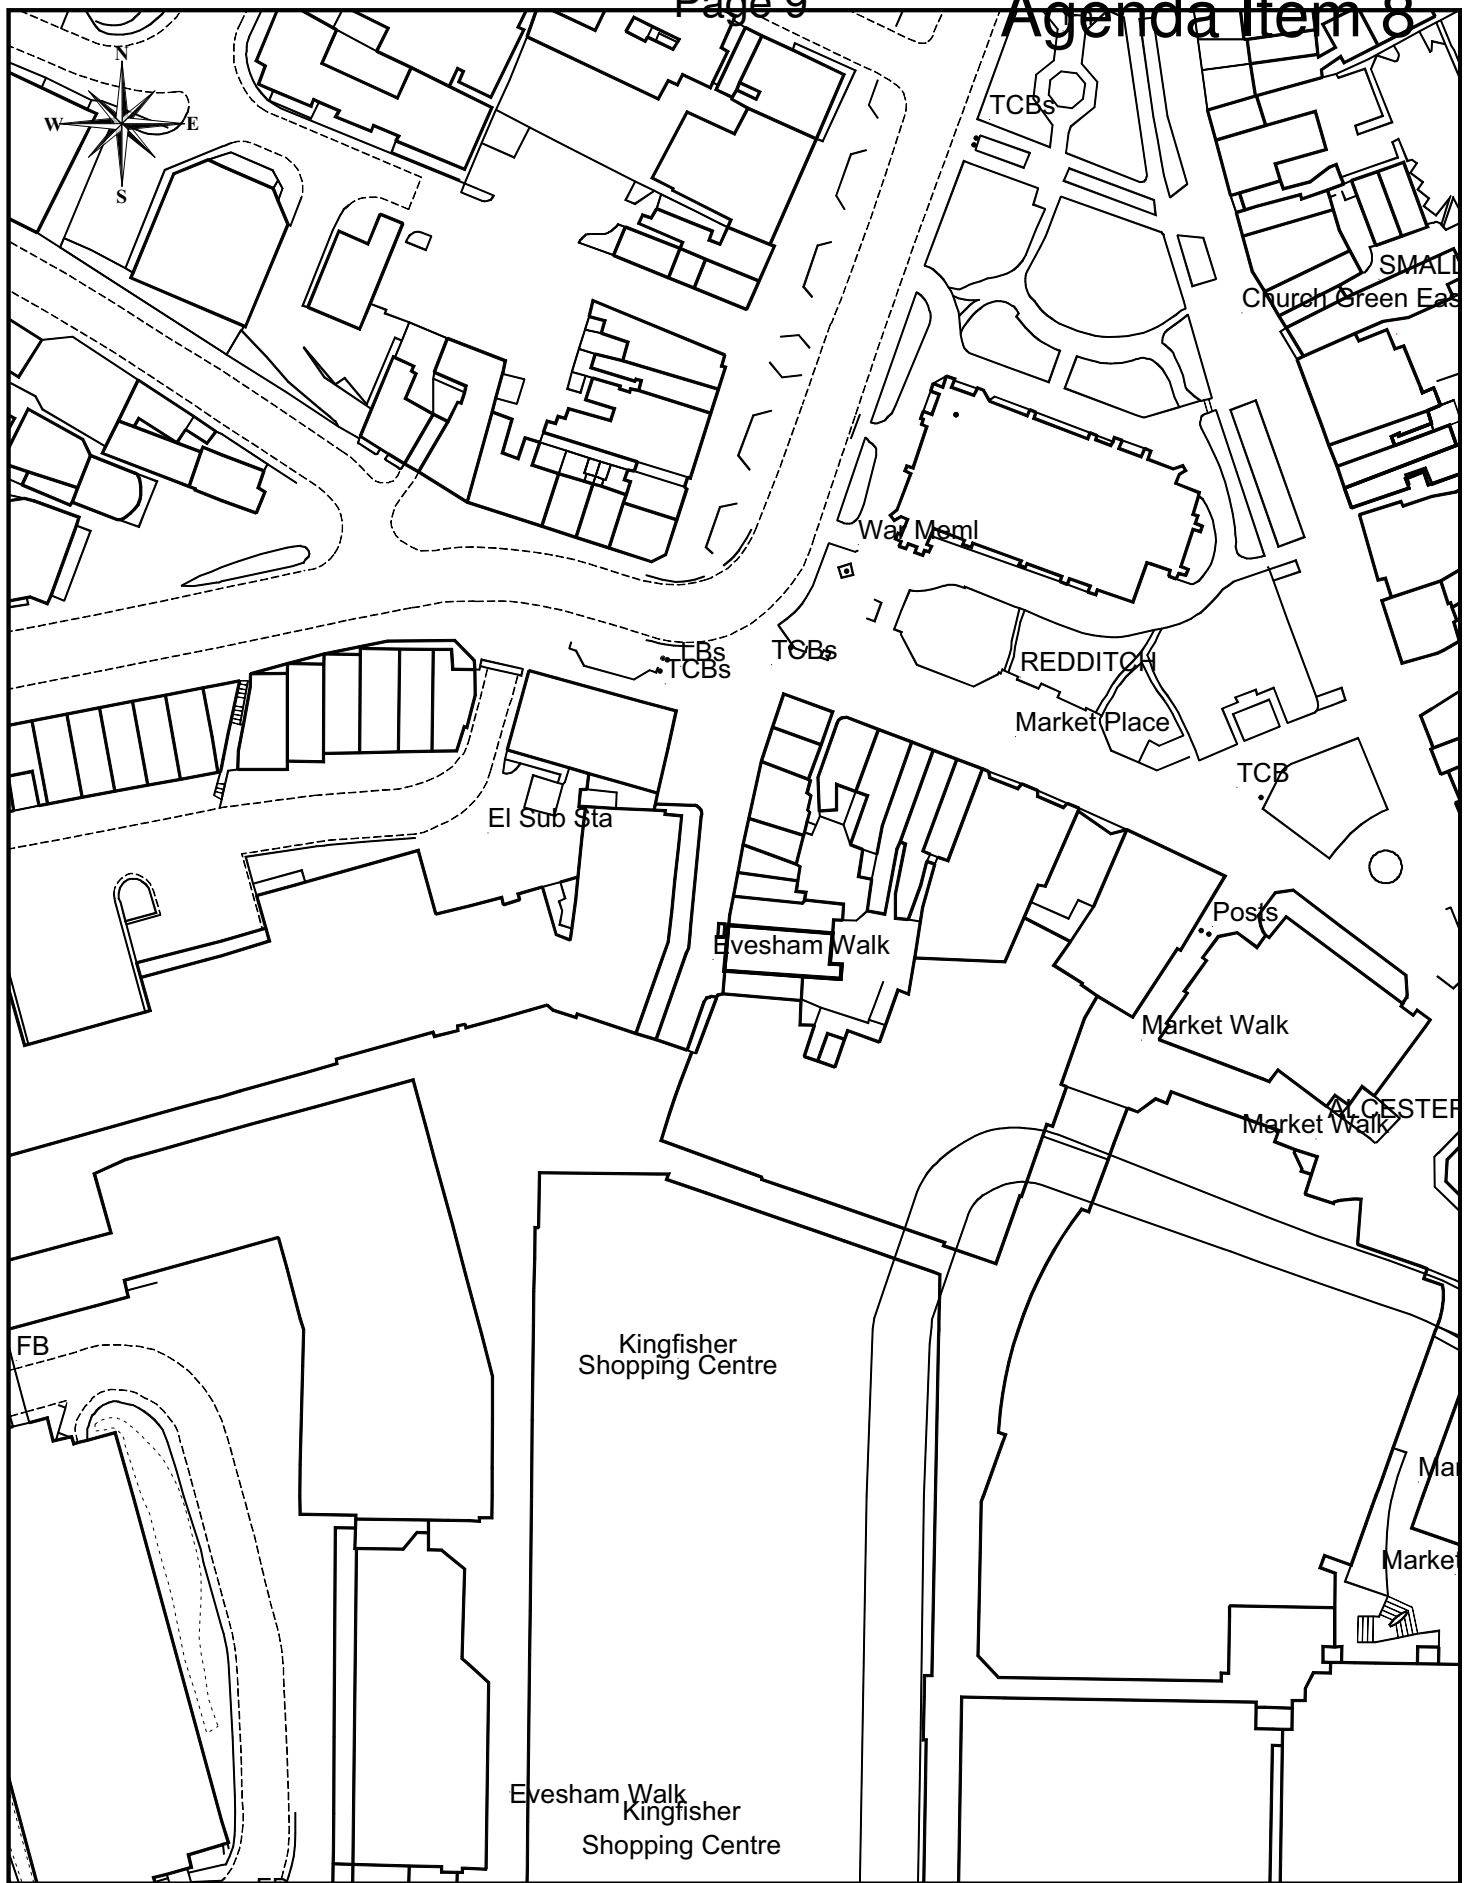 Page 9
Agenda Item 8
N
W E
S
TCBs
SMALL
Church Green Eas
War Meml
LBs
TCBs
TCBs
REDDITCH
Market Place
TCB
El Sub Sta
Posts
Evesham Walk
Market Walk
ALCESTER
Market Walk
FB
Kingfisher
Shopping Centre
Mar
Market
Evesham Walk
Kingfisher
Shopping Centre